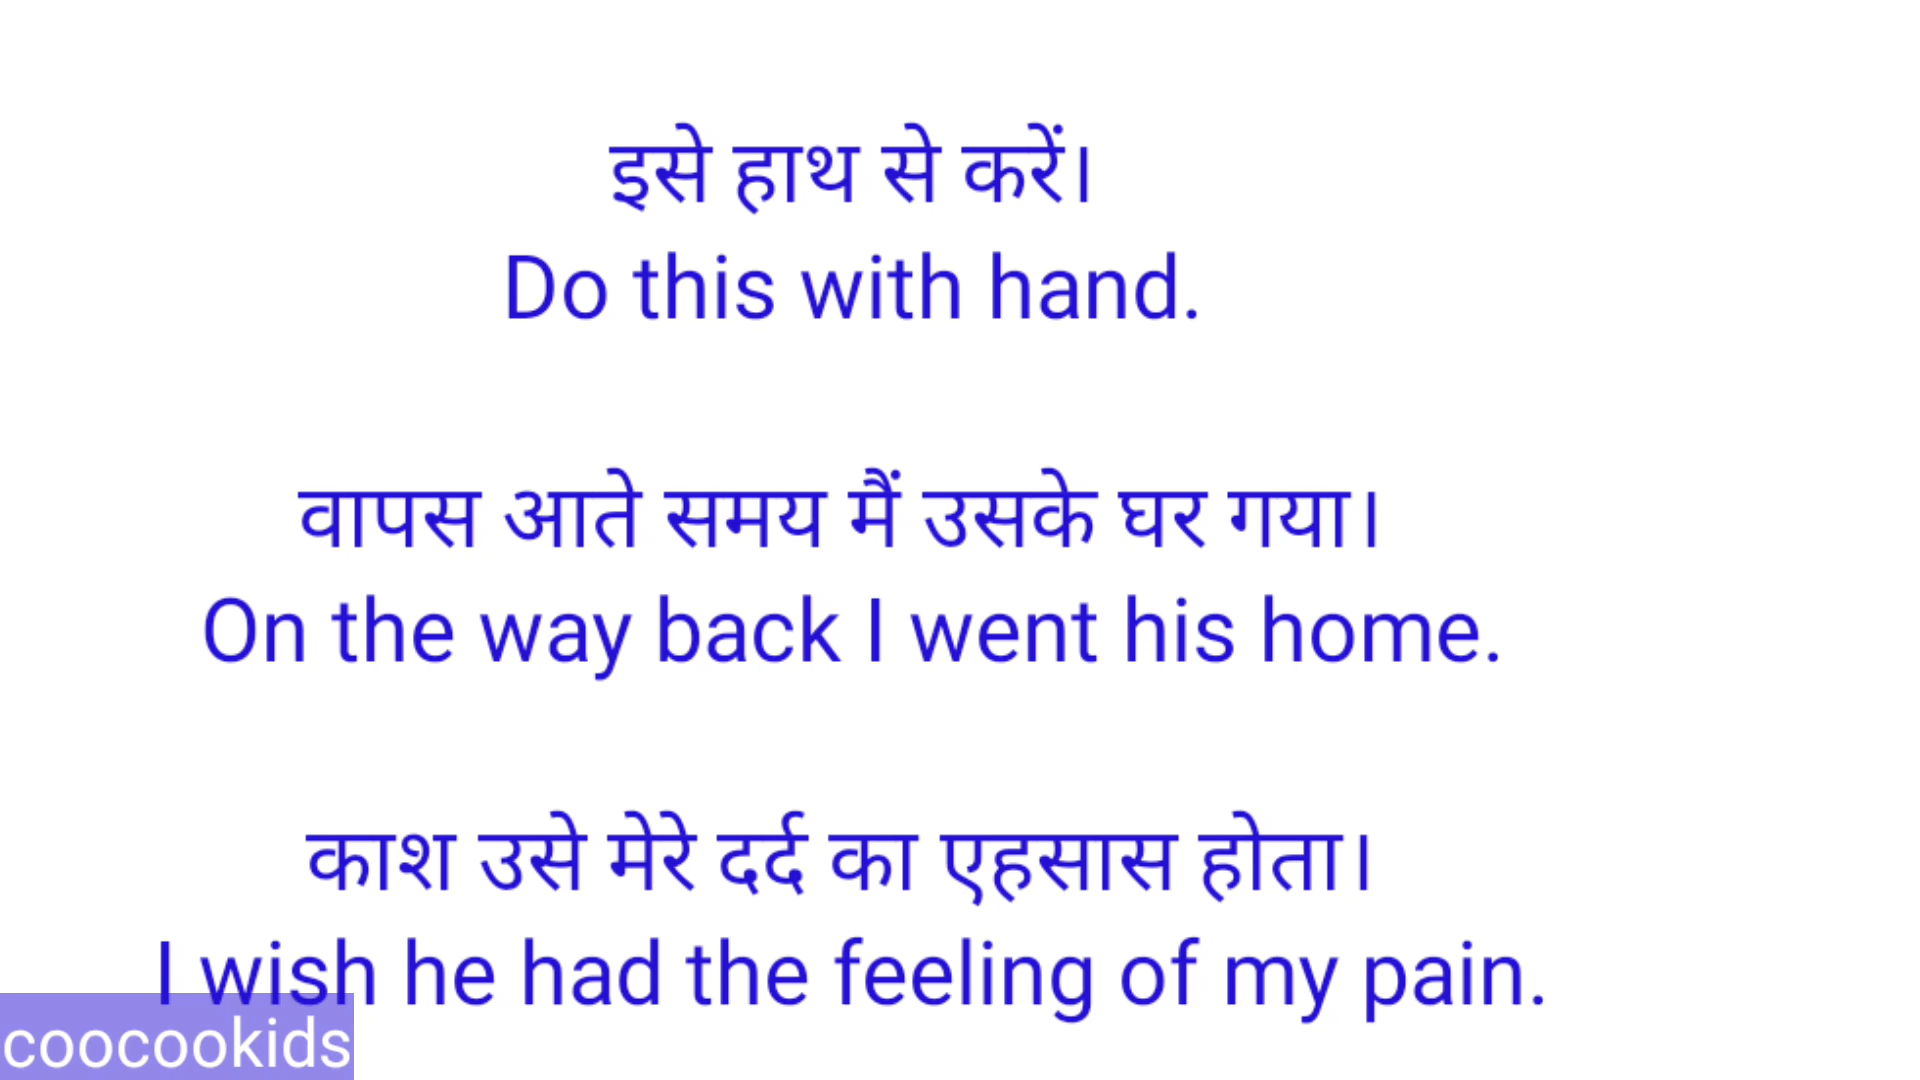 इसे हाथ से करें।
Do this with hand.
वापस आते समय मैं उसके घर गया।
On the way back I went his home.
काश उसे मेरे दर्द का एहसास होता।
I wish he had the feeling of my pain.
coocookids